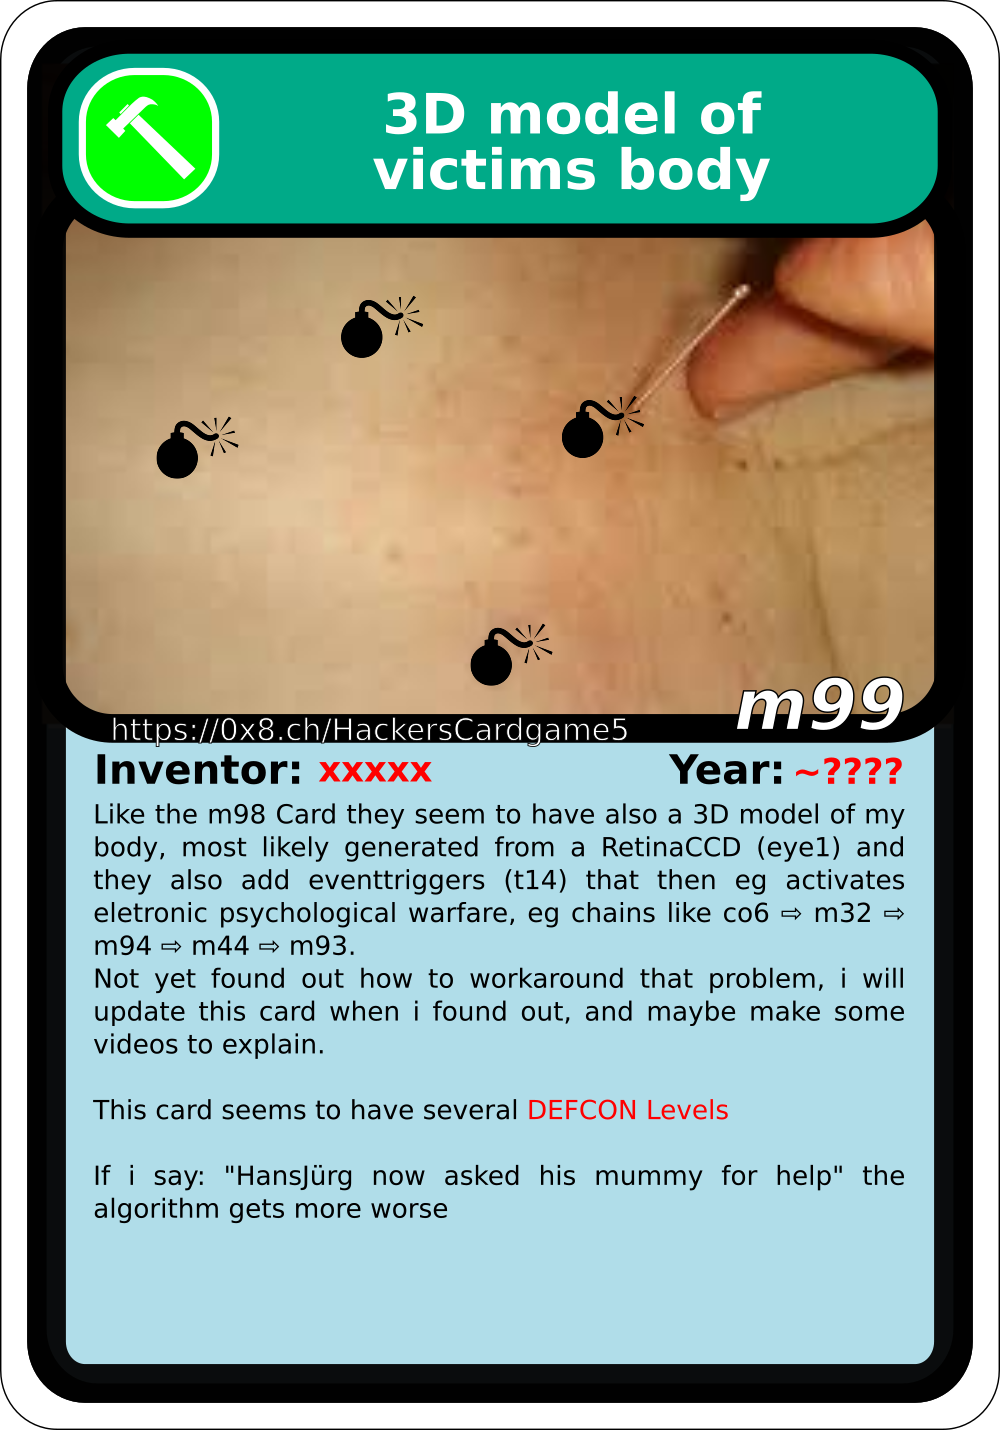 3D model of
victims body
m99
https://0x8.ch/HackersCardgame5
Inventor: xxxxx Year: ~????
Like the m98 Card they seem to have also a 3D model of my
body, most likely generated from a RetinaCCD (eye1) and
they also add eventtriggers (t14) that then eg activates
eletronic psychological warfare, eg chains like co6 ⇨ m32 ⇨
m94 ⇨ m44 ⇨ m93.
Not yet found out how to workaround that problem, i will
update this card when i found out, and maybe make some
videos to explain.
This card seems to have several DEFCON Levels
If i say: "HansJürg now asked his mummy for help" the
algorithm gets more worse